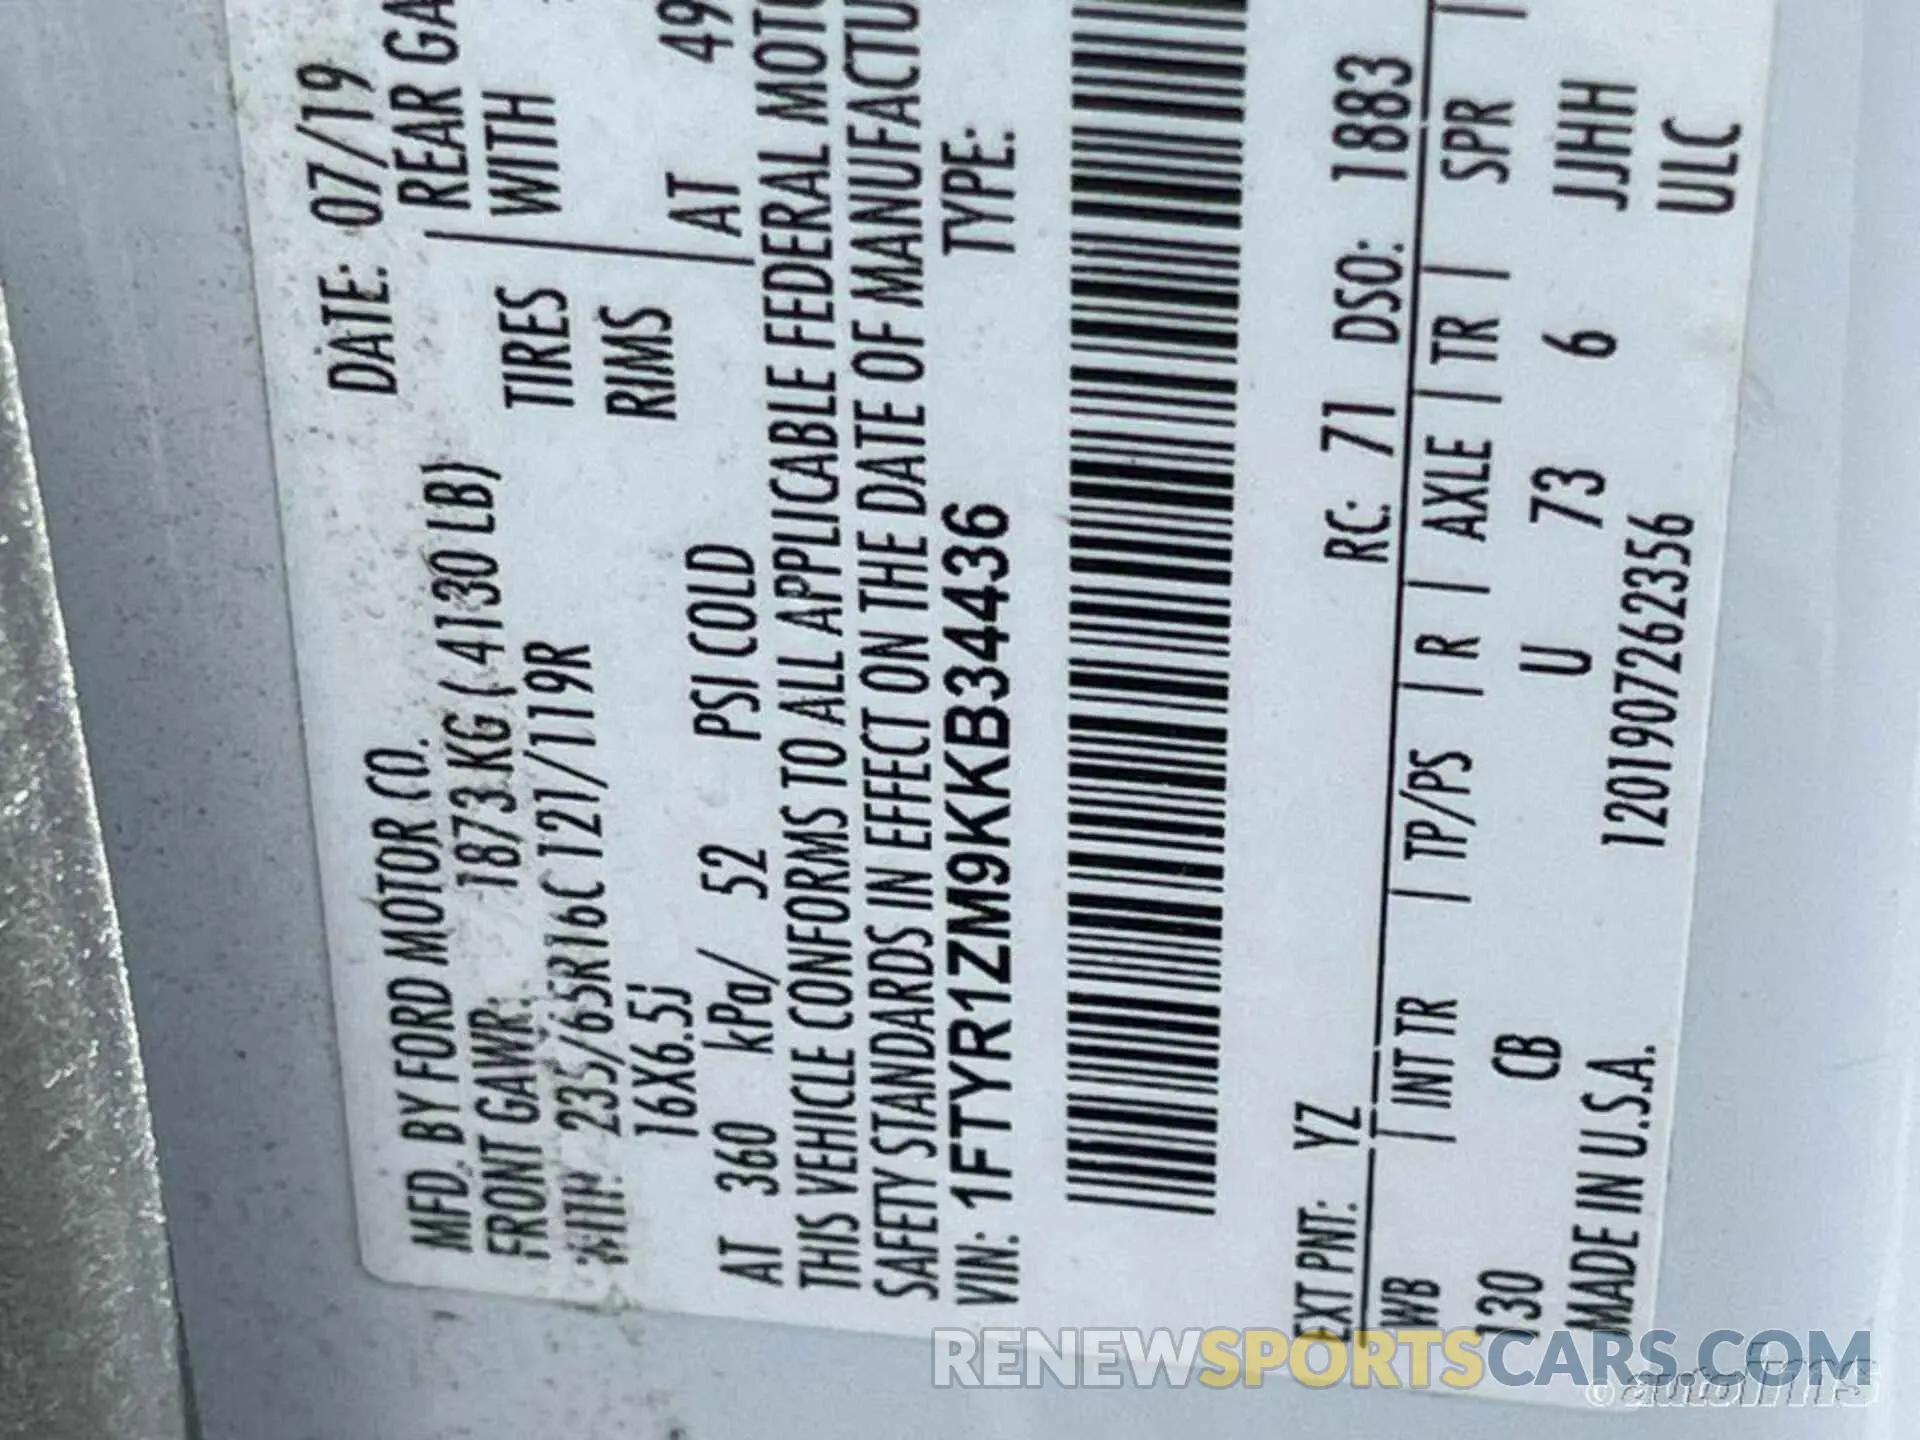 MFD. BY FORD MOTOR CO. DATE: 07/19
FRONT GAWR: 1873 KG ( 4130 LB) REAR GA
WITH 235/65R16C 121/119R TIRES WITH
16X6.5J RIMS
AT 360 kPa/ 52 PSI COLD AT 49
THIS VEHICLE CONFORMS TO ALL APPLICABLE FEDERAL MOTO
SAFETY STANDARDS IN EFFECT ON THE DATE OF MANUFACTU
VIN: 1FTYR1ZM9KKB34436 TYPE:
EXT PNT: YZ RC: 71 DSO: 1883
WB | INT TR | TP/PS | R | AXLE | TR | SPR |
130 CB U 73 6 JJHH
MADE IN U.S.A. 1201907262356 ULC
RENEWSPORTSCARS.COM
©autoIMS